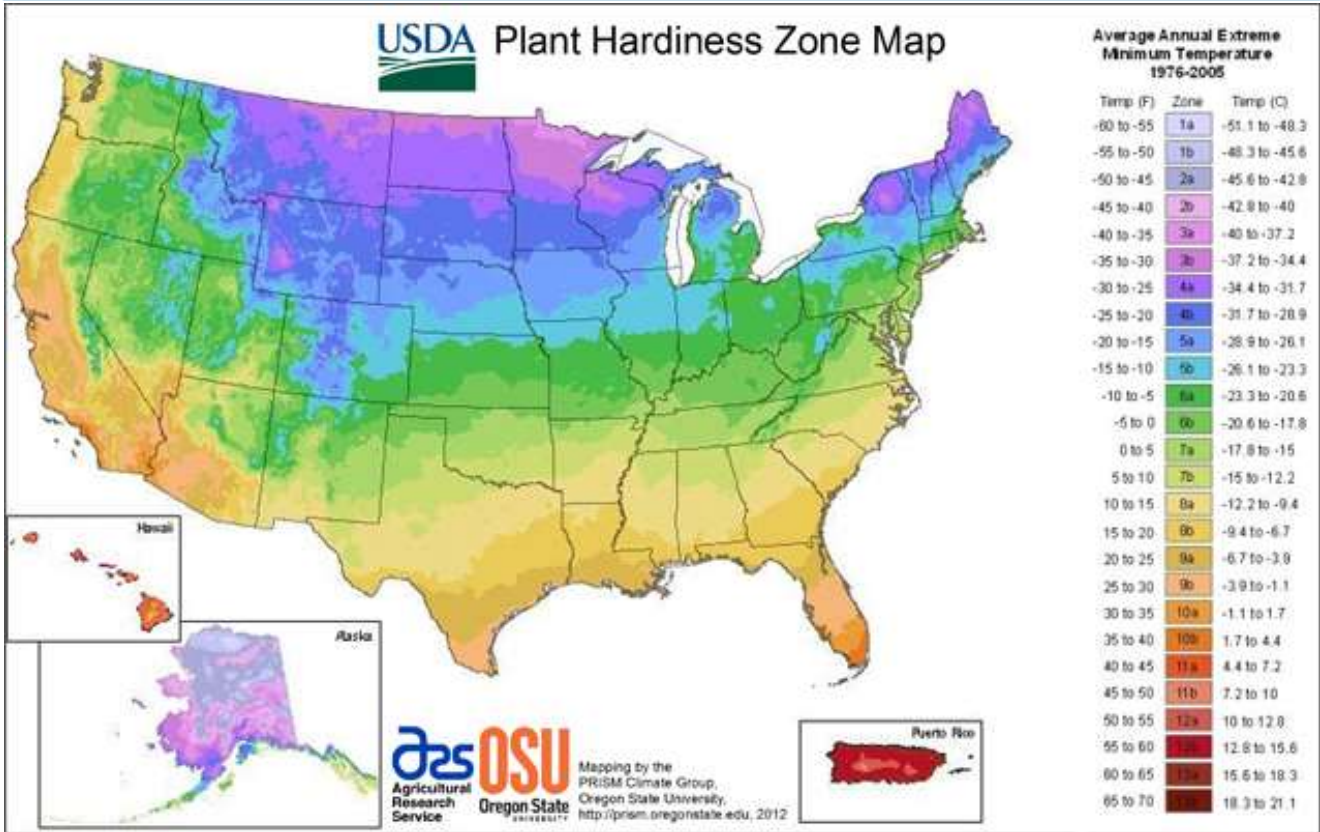 USDA Plant Hardiness Zone Map
Average Annual Extreme
Minimum Temperature
1976-2005
Temp (F) Zone Temp (C)
-60 to -55 1a -51.1 to -48.3
-55 to -50 1b -48.3 to -45.6
-50 to -45 2a -45.6 to -42.8
-45 to -40 2b -42.8 to -40
-40 to -35 3a -40 to -37.2
-35 to -30 3b -37.2 to -34.4
-30 to -25 4a -34.4 to -31.7
-25 to -20 4b -31.7 to -28.9
-20 to -15 5a -28.9 to -26.1
-15 to -10 5b -26.1 to -23.3
-10 to -5 6a -23.3 to -20.6
-5 to 0 6b -20.6 to -17.8
0 to 5 7a -17.8 to -15
5 to 10 7b -15 to -12.2
10 to 15 8a -12.2 to -9.4
15 to 20 8b -9.4 to -6.7
20 to 25 9a -6.7 to -3.9
25 to 30 9b -3.9 to -1.1
30 to 35 10a -1.1 to 1.7
35 to 40 10b 1.7 to 4.4
40 to 45 11a 4.4 to 7.2
45 to 50 11b 7.2 to 10
50 to 55 12a 10 to 12.8
55 to 60 12b 12.8 to 15.6
60 to 65 13a 15.6 to 18.3
65 to 70 13b 18.3 to 21.1
Hawaii
Alaska
ars
Agricultural
Research
Service
OSU
Oregon State
UNIVERSITY
Mapping by the
PRISM Climate Group,
Oregon State University,
http://prism.oregonstate.edu, 2012
Puerto Rico